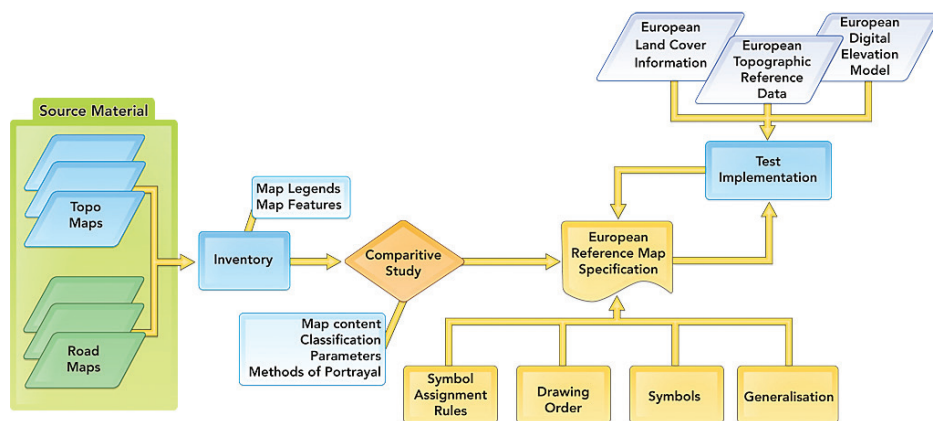 Source Material
Topo
Maps
Road
Maps
Map Legends
Map Features
Inventory
Comparitive
Study
Map content
Classification
Parameters
Methods of Portrayal
European
Land Cover
Information
European
Topographic
Reference
Data
European
Digital
Elevation
Model
Test
Implementation
European
Reference Map
Specification
Symbol
Assignment
Rules
Drawing
Order
Symbols
Generalisation